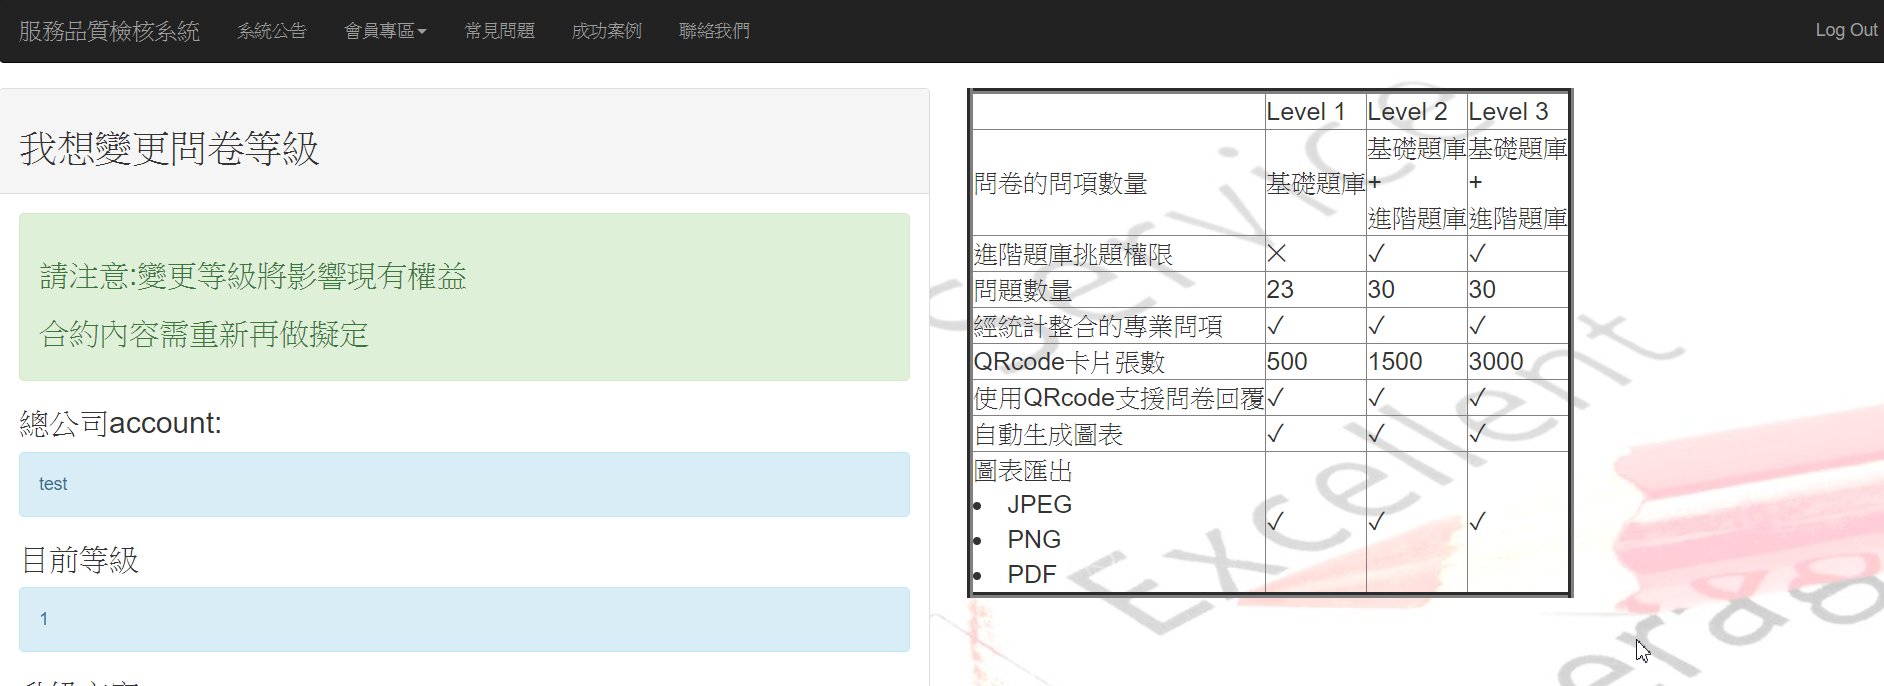 服務品質檢核系統 系統公告 會員專區 常見問題 成功案例 聯絡我們 Log Out
我想變更問卷等級
請注意:變更等級將影響現有權益
合約內容需重新再做擬定
總公司account:
test
目前等級
1
Level 1 Level 2 Level 3
問卷的問項數量 基礎題庫 基礎題庫 + 進階題庫 基礎題庫 + 進階題庫
進階題庫挑題權限 ✕ ✓ ✓
問題數量 23 30 30
經統計整合的專業問項 ✓ ✓ ✓
QRcode卡片張數 500 1500 3000
使用QRcode支援問卷回覆 ✓ ✓ ✓
自動生成圖表 ✓ ✓ ✓
圖表匯出 ✓ ✓ ✓
• JPEG
• PNG
• PDF
Service
Excellent